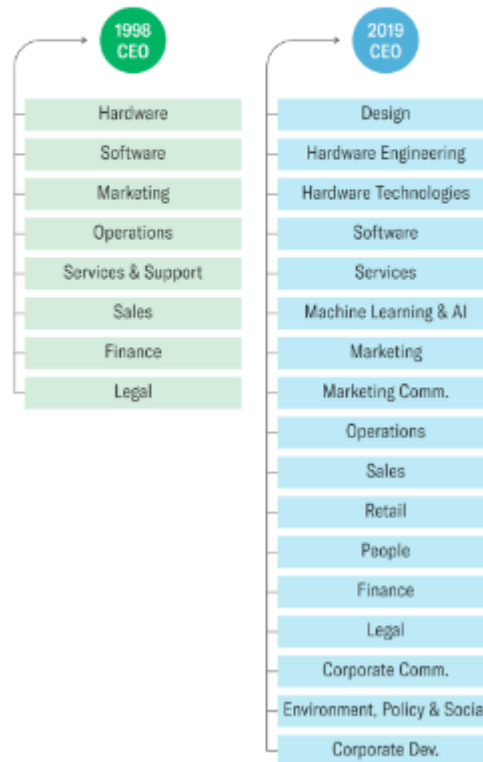 1998
CEO
Hardware
Software
Marketing
Operations
Services & Support
Sales
Finance
Legal
2019
CEO
Design
Hardware Engineering
Hardware Technologies
Software
Services
Machine Learning & AI
Marketing
Marketing Comm.
Operations
Sales
Retail
People
Finance
Legal
Corporate Comm.
Environment, Policy & Social
Corporate Dev.